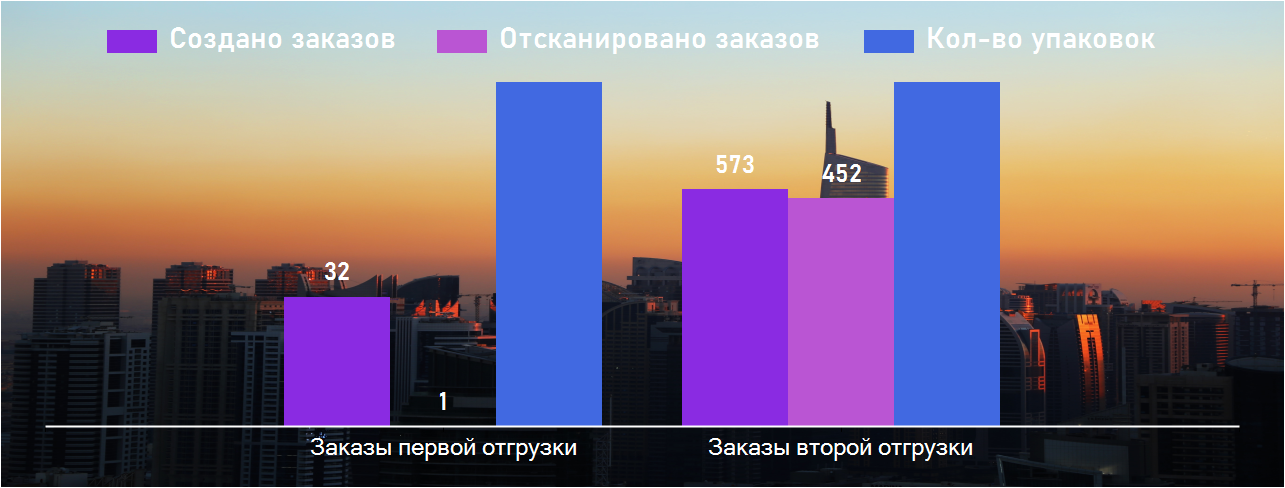 Создано заказов
Отсканировано заказов
Кол-во упаковок
573
452
32
1
Заказы первой отгрузки
Заказы второй отгрузки